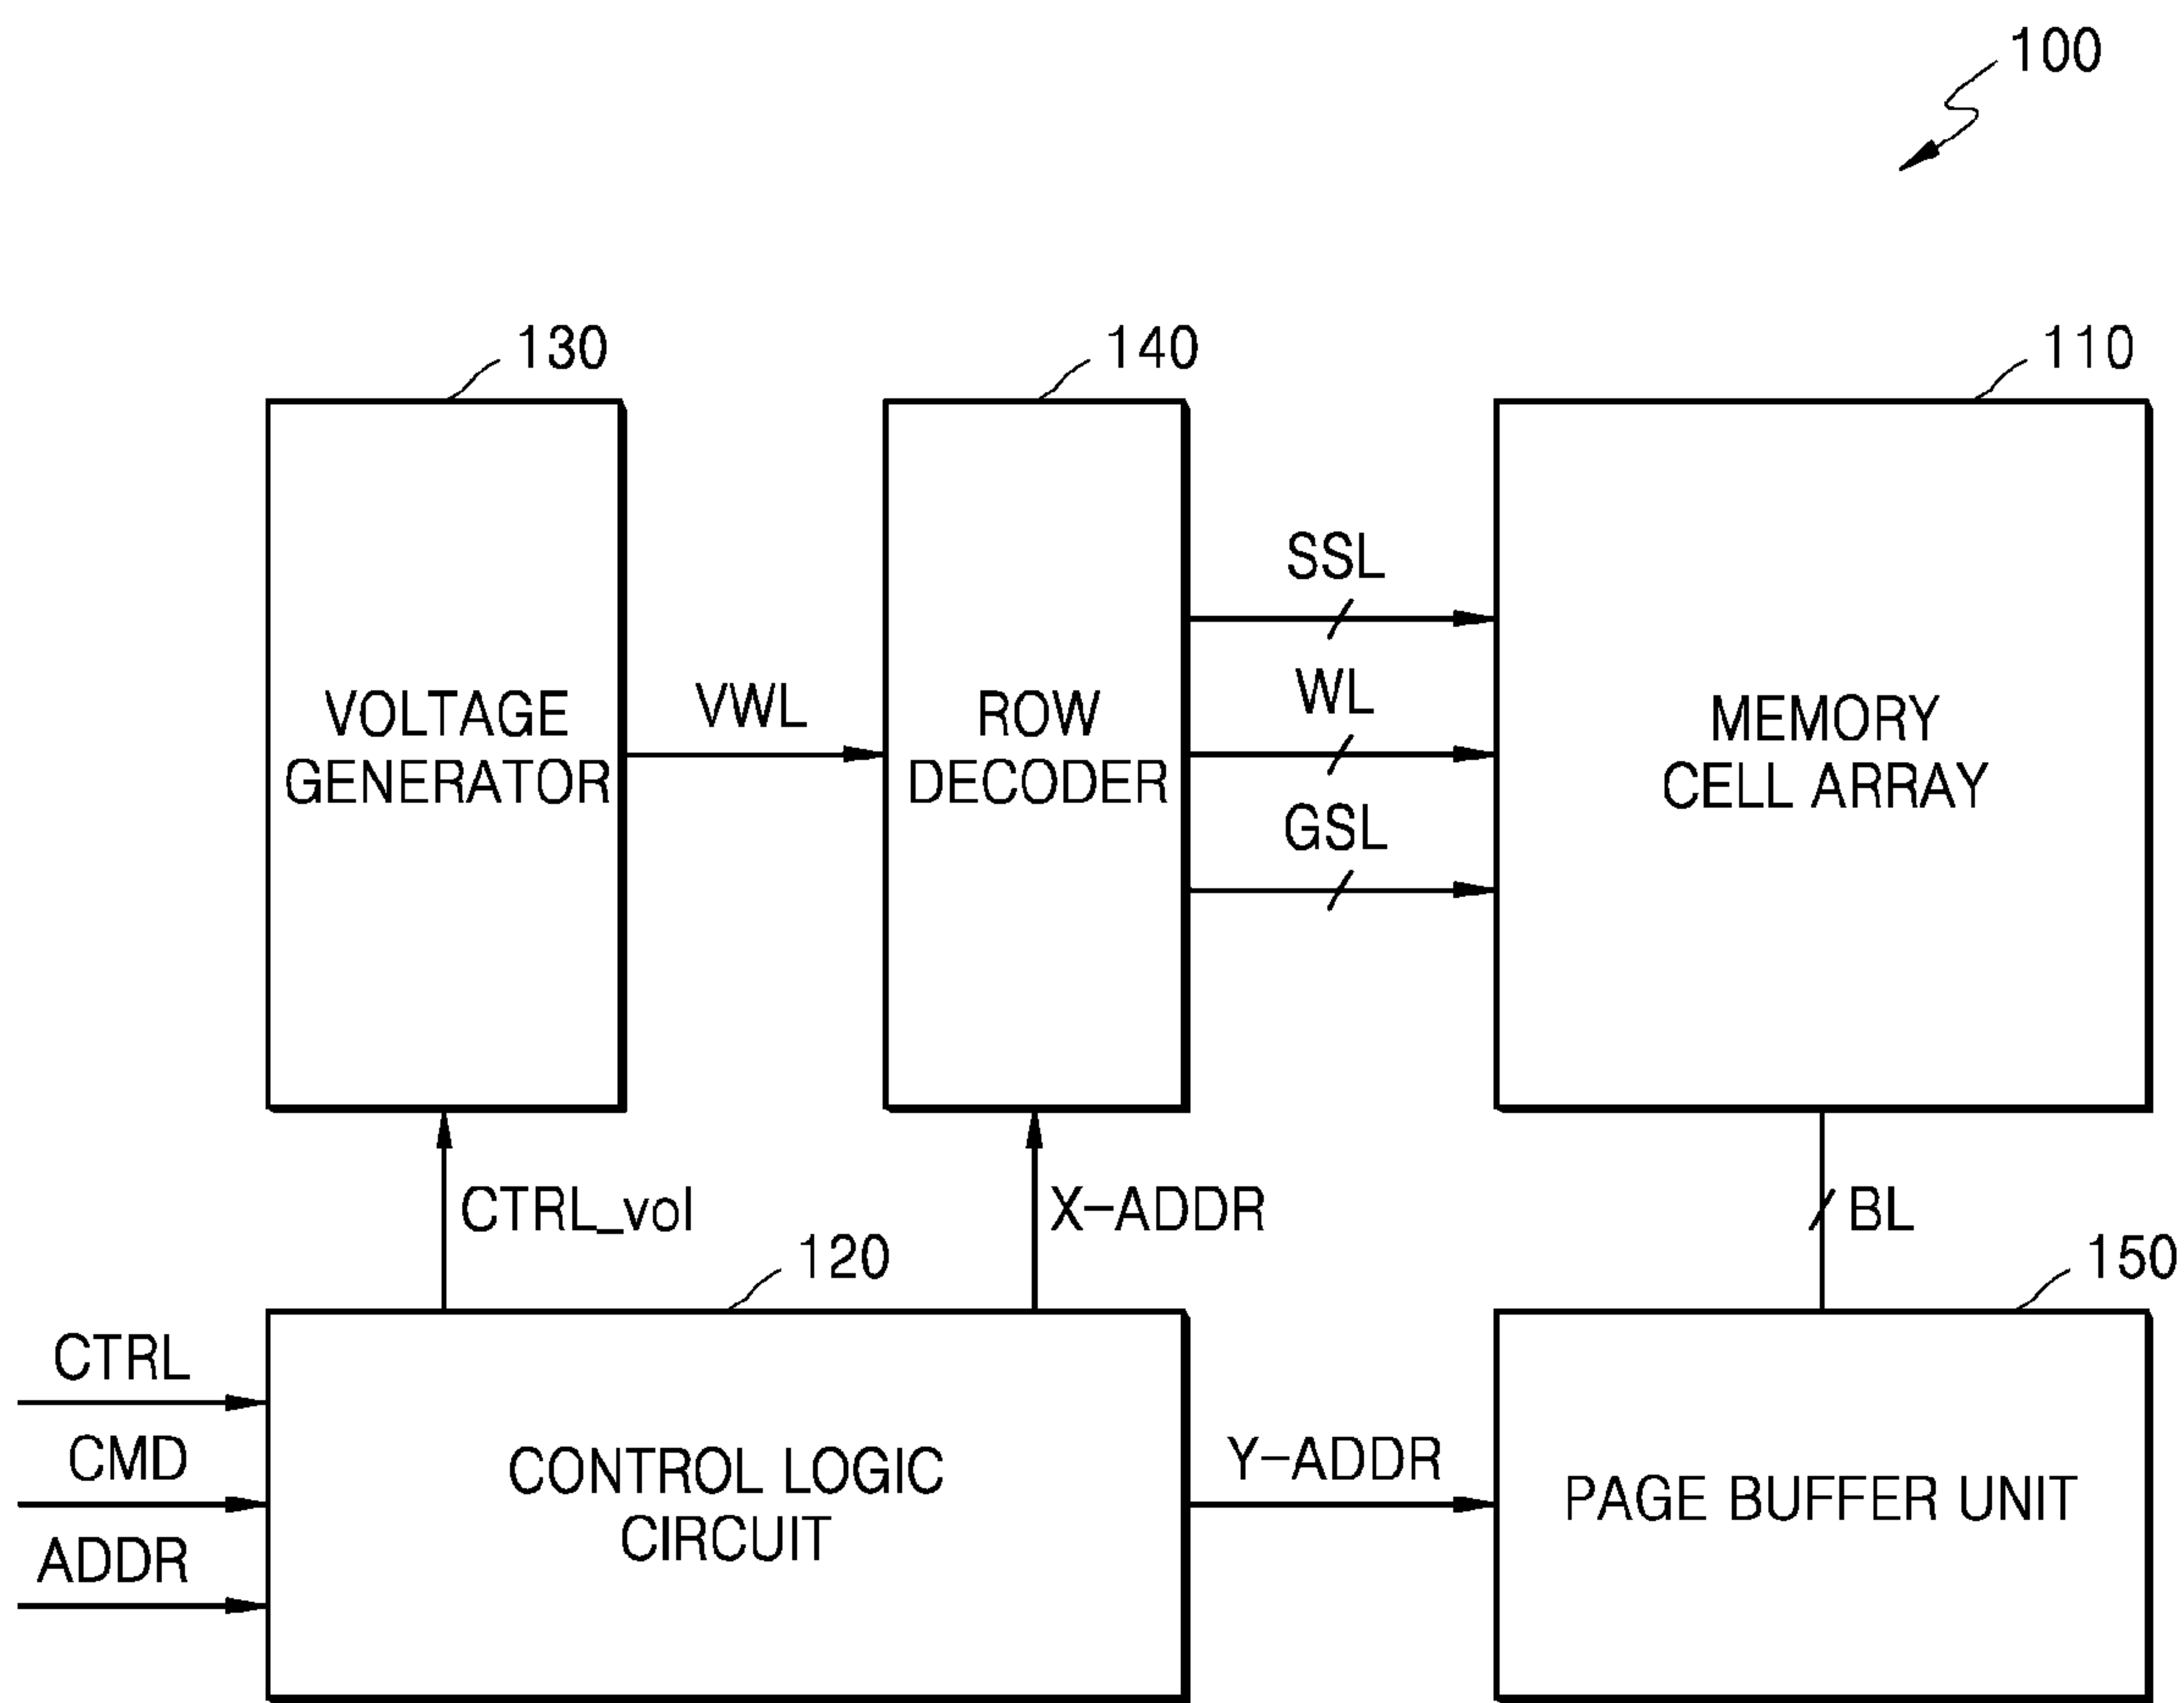 100
130
140
110
SSL
WL
GSL
VWL
VOLTAGE
GENERATOR
ROW
DECODER
MEMORY
CELL ARRAY
CTRL_vol
X-ADDR
BL
120
150
CTRL
CMD
ADDR
CONTROL LOGIC
CIRCUIT
Y-ADDR
PAGE BUFFER UNIT